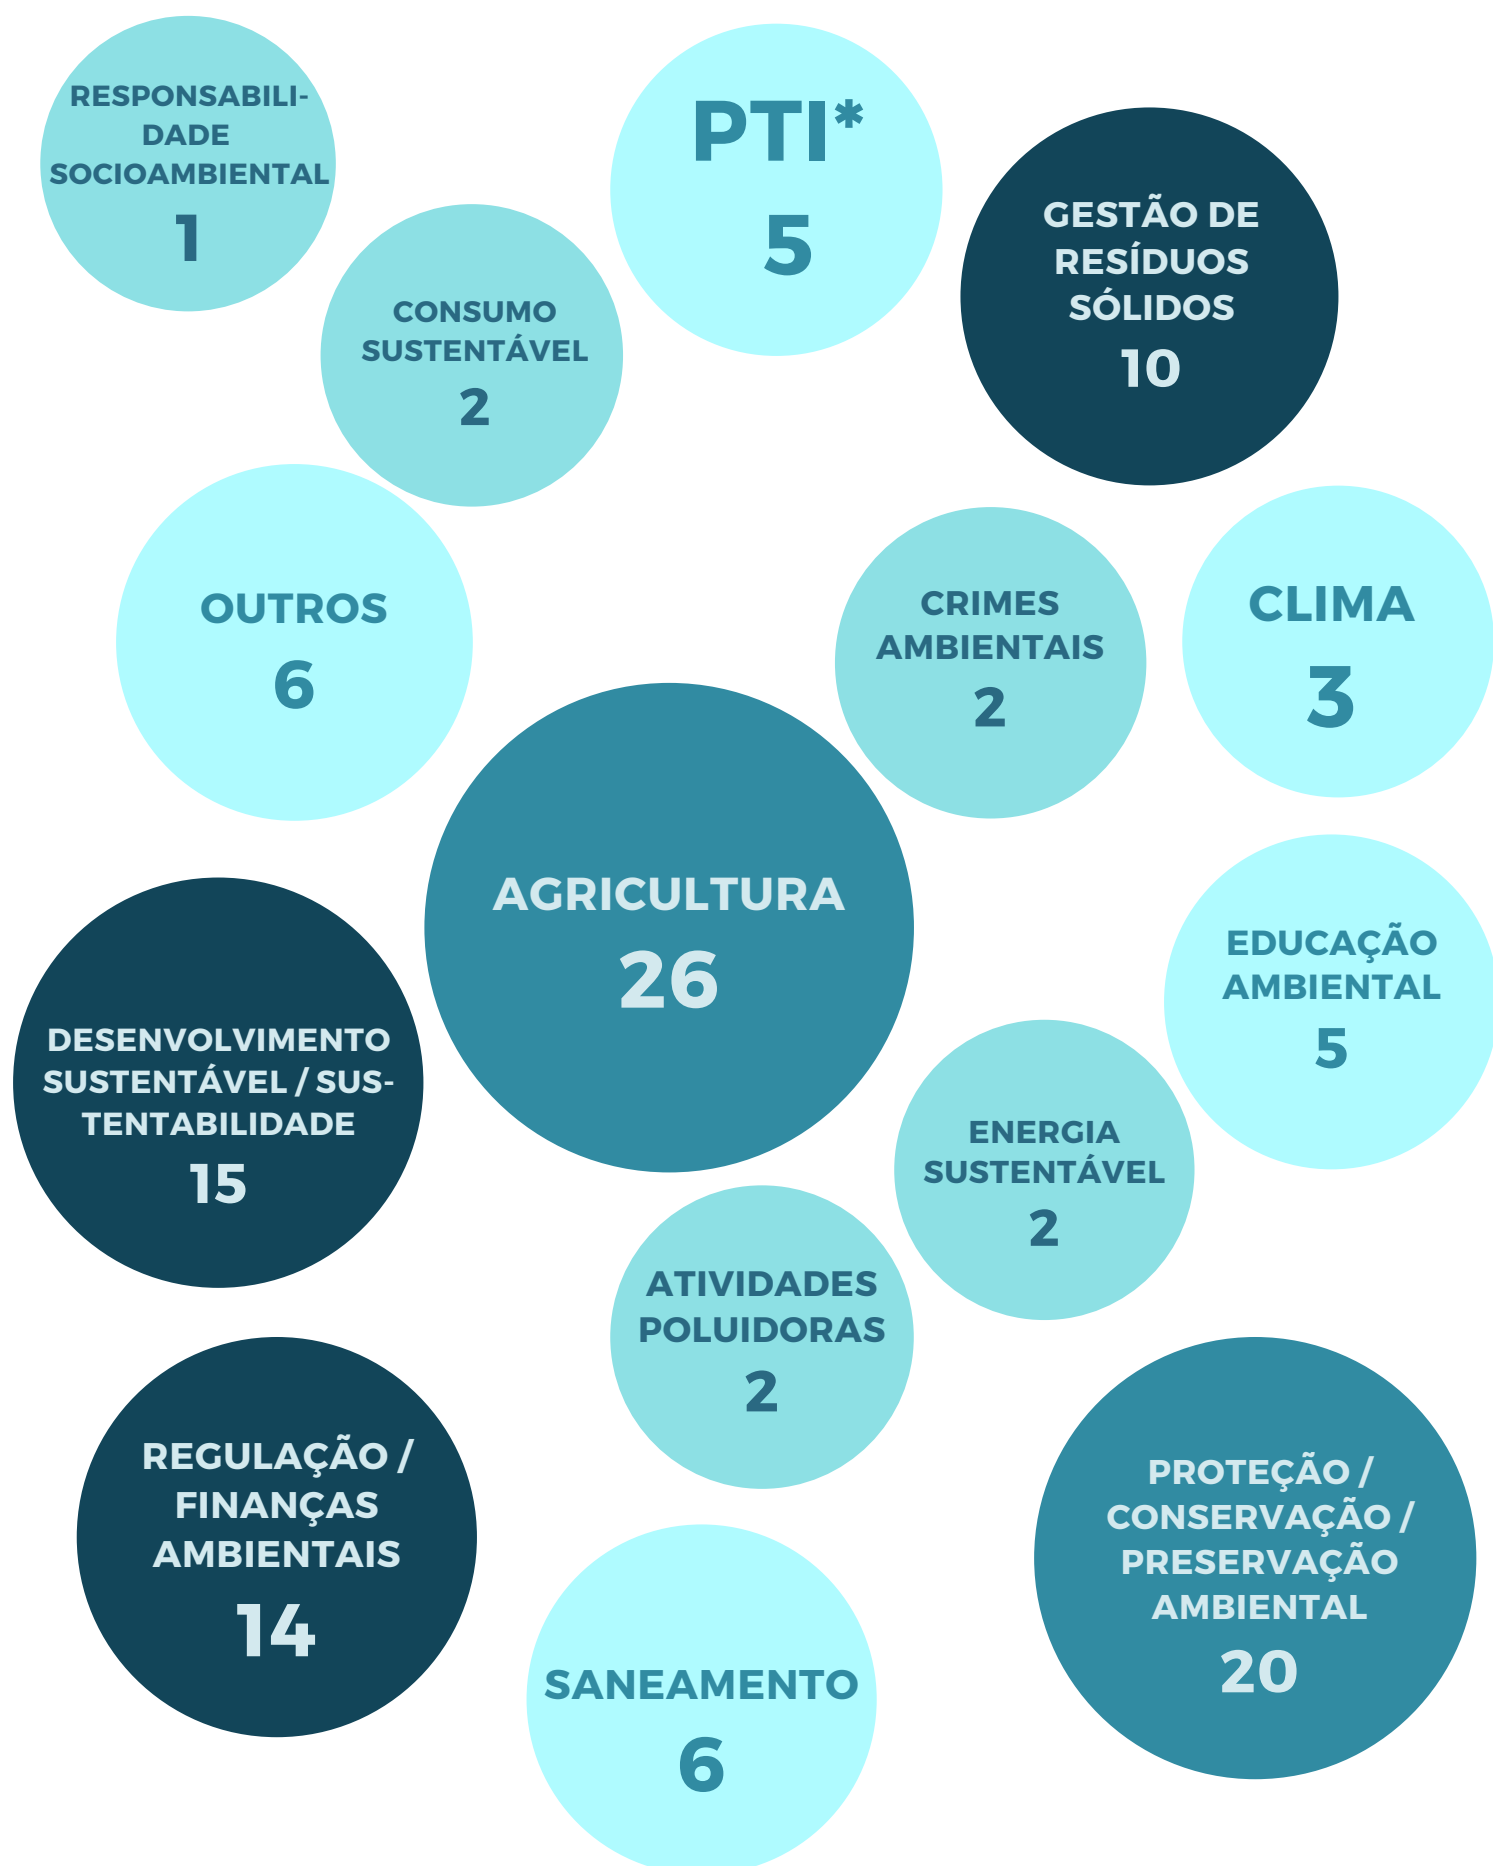 RESPONSABILI-
DADE
SOCIOAMBIENTAL
1
PTI*
5
GESTÃO DE
RESÍDUOS
SÓLIDOS
10
CONSUMO
SUSTENTÁVEL
2
OUTROS
6
CRIMES
AMBIENTAIS
2
CLIMA
3
AGRICULTURA
26
EDUCAÇÃO
AMBIENTAL
5
DESENVOLVIMENTO
SUSTENTÁVEL / SUS-
TENTABILIDADE
15
ENERGIA
SUSTENTÁVEL
2
ATIVIDADES
POLUIDORAS
2
REGULAÇÃO /
FINANÇAS
AMBIENTAIS
14
PROTEÇÃO /
CONSERVAÇÃO /
PRESERVAÇÃO
AMBIENTAL
20
SANEAMENTO
6